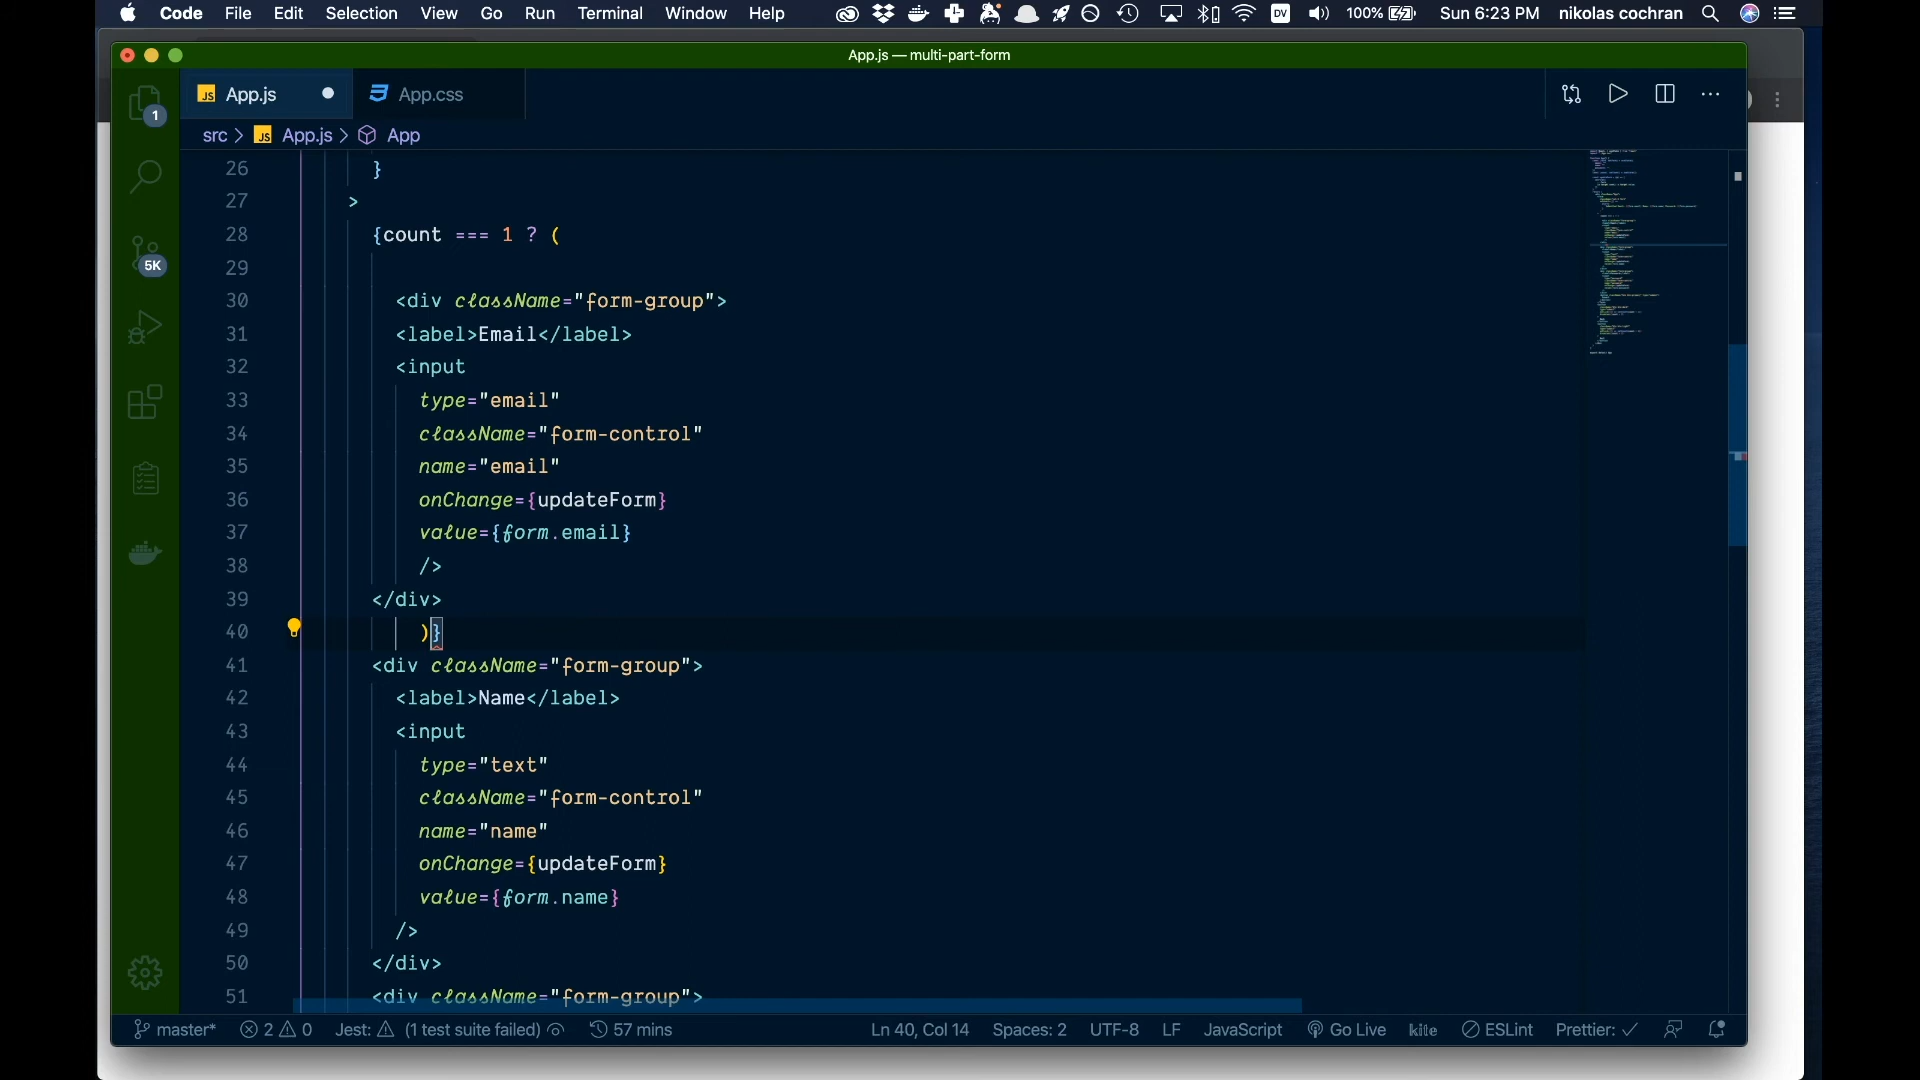 Code File Edit Selection View Go Run Terminal Window Help DV 100% Sun 6:23 PM nikolas cochran
App.js — multi-part-form
JS App.js App.css
src > JS App.js > App
1
5K
26 }
27 >
28 {count === 1 ? (
29
30 <div className="form-group">
31 <label>Email</label>
32 <input
33 type="email"
34 className="form-control"
35 name="email"
36 onChange={updateForm}
37 value={form.email}
38 />
39 </div>
40 )}
41 <div className="form-group">
42 <label>Name</label>
43 <input
44 type="text"
45 className="form-control"
46 name="name"
47 onChange={updateForm}
48 value={form.name}
49 />
50 </div>
51 <div className="form-group">
master* 2 0 Jest: (1 test suite failed) 57 mins Ln 40, Col 14 Spaces: 2 UTF-8 LF JavaScript Go Live kite ESLint Prettier: ✓